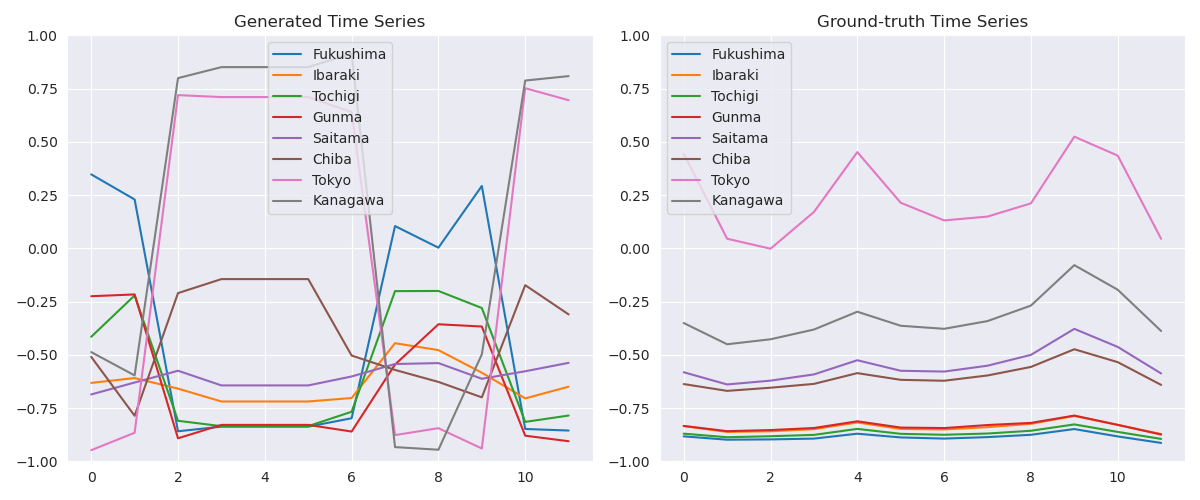 Generated Time Series
1.00
0.75
0.50
0.25
0.00
−0.25
−0.50
−0.75
−1.00
0
2
4
6
8
10
Fukushima
Ibaraki
Tochigi
Gunma
Saitama
Chiba
Tokyo
Kanagawa
Ground-truth Time Series
1.00
0.75
0.50
0.25
0.00
−0.25
−0.50
−0.75
−1.00
0
2
4
6
8
10
Fukushima
Ibaraki
Tochigi
Gunma
Saitama
Chiba
Tokyo
Kanagawa